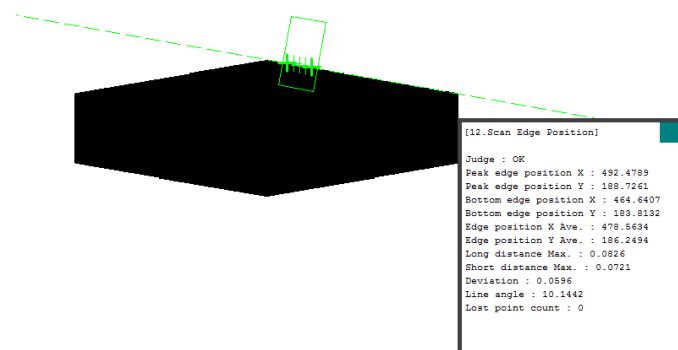 [12.Scan Edge Position]
Judge : OK
Peak edge position X : 492.4789
Peak edge position Y : 188.7261
Bottom edge position X : 464.6407
Bottom edge position Y : 183.8132
Edge position X Ave. : 478.5634
Edge position Y Ave. : 186.2494
Long distance Max. : 0.0826
Short distance Max. : 0.0721
Deviation : 0.0596
Line angle : 10.1442
Lost point count : 0